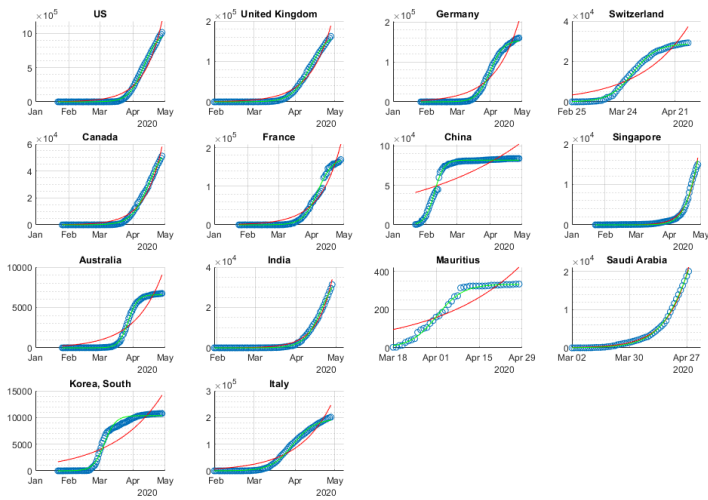 US
×10^5
10
5
0
Jan Feb Mar Apr May
2020
United Kingdom
×10^5
2
1
0
Feb Mar Apr May
2020
Germany
×10^5
2
1
0
Jan Feb Mar Apr May
2020
Switzerland
×10^4
4
2
0
Feb 25 Mar 24 Apr 21
2020
Canada
×10^4
6
4
2
0
Jan Feb Mar Apr May
2020
France
×10^5
2
1
0
Jan Feb Mar Apr May
2020
China
×10^4
10
5
0
Jan Feb Mar Apr May
2020
Singapore
×10^4
2
1
0
Jan Feb Mar Apr May
2020
Australia
10000
5000
0
Jan Feb Mar Apr May
2020
India
×10^4
4
2
0
Feb Mar Apr May
2020
Mauritius
400
200
0
Mar 18 Apr 01 Apr 15 Apr 29
2020
Saudi Arabia
×10^4
2
1
0
Mar 02 Mar 30 Apr 27
2020
Korea, South
15000
10000
5000
0
Jan Feb Mar Apr May
2020
Italy
×10^5
3
2
1
0
Feb Mar Apr May
2020